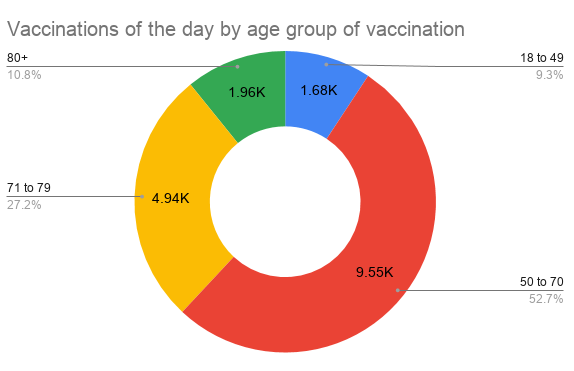 Vaccinations of the day by age group of vaccination
80+
10.8%
18 to 49
9.3%
1.96K
1.68K
71 to 79
27.2%
4.94K
9.55K
50 to 70
52.7%